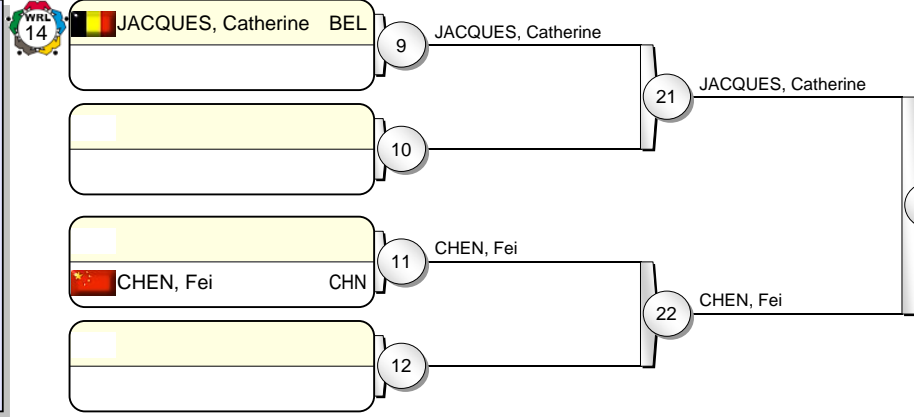 WRL
14
JACQUES, Catherine BEL
9
JACQUES, Catherine
21
JACQUES, Catherine
10
11
CHEN, Fei
CHEN, Fei CHN
22
CHEN, Fei
12